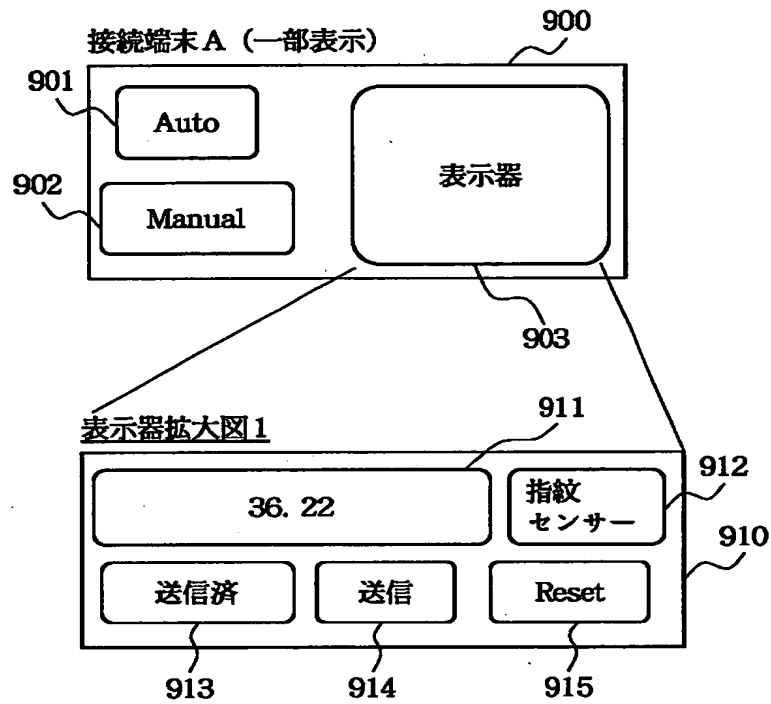 接続端末A (一部表示)
900
901
Auto
902
Manual
表示器
903
表示器拡大図1
911
36. 22
指紋
センサー
912
910
送信済
送信
Reset
913
914
915